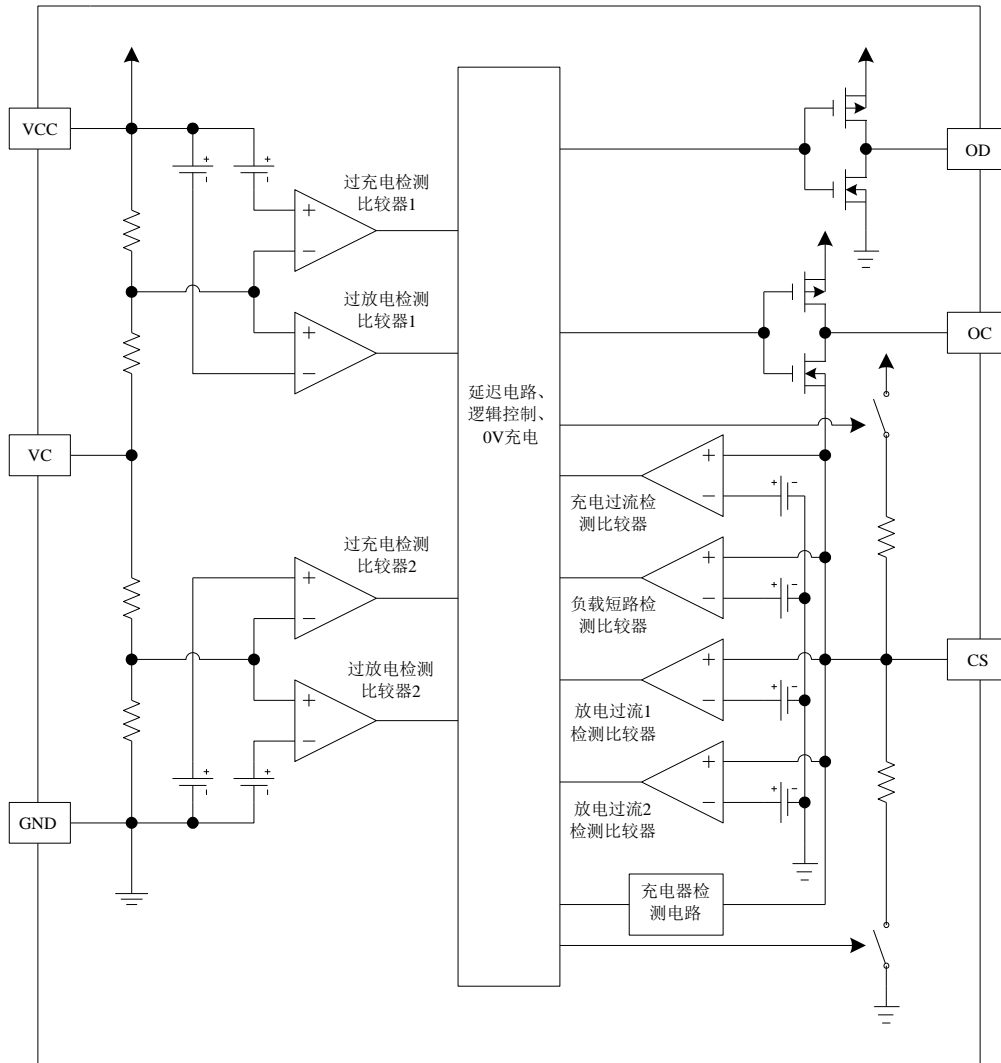 VCC
过充电检测
比较器1
OD
过放电检测
比较器1
OC
延迟电路、
逻辑控制、
0V充电
VC
充电过流检
测比较器
过充电检测
比较器2
负载短路检
测比较器
CS
过放电检测
比较器2
放电过流1
检测比较器
GND
放电过流2
检测比较器
充电器检
测电路